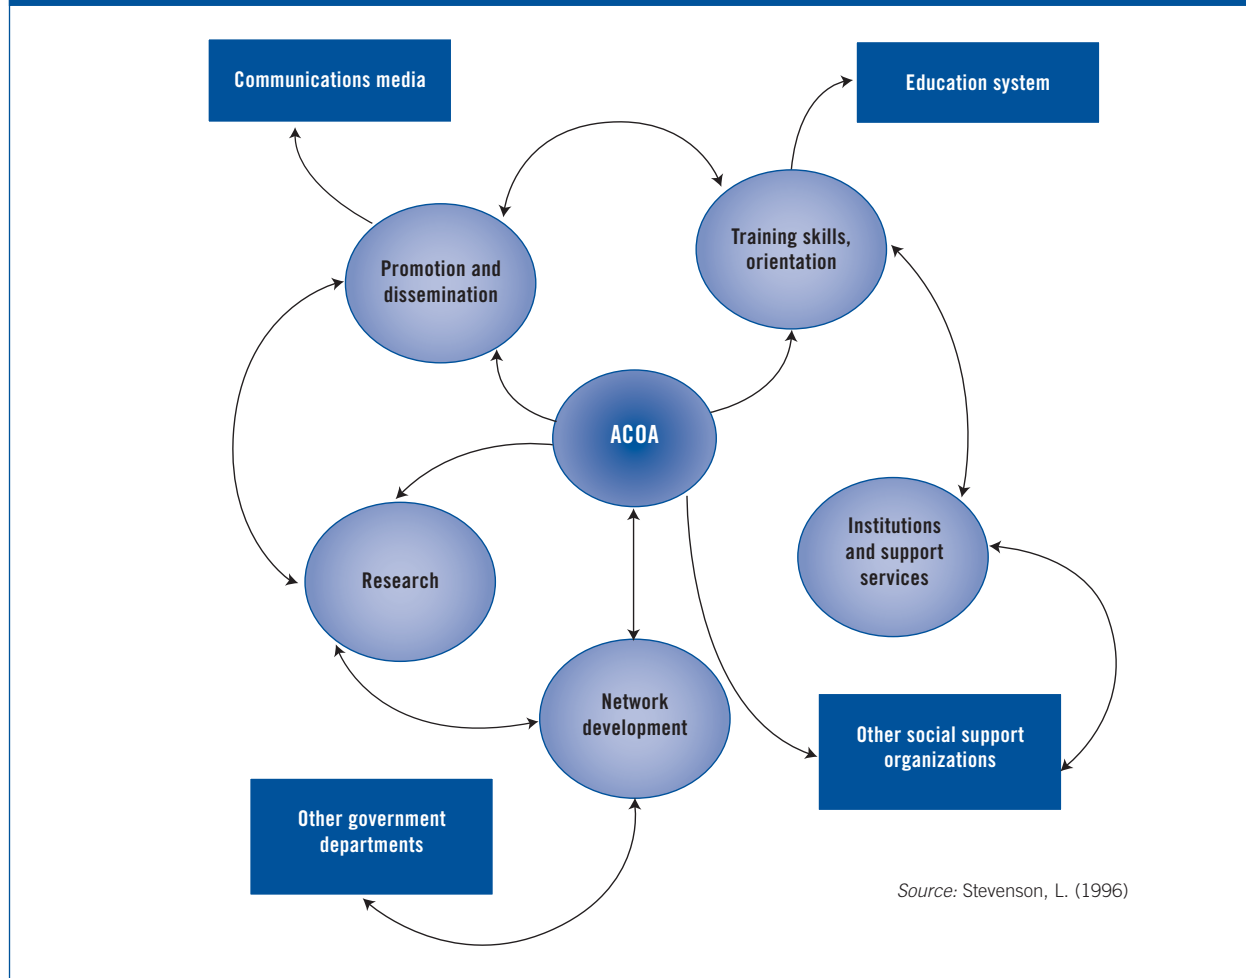 Communications media
Education system
Training skills,
orientation
Promotion and
dissemination
ACOA
Institutions
and support
services
Research
Network
development
Other social support
organizations
Other government
departments
Source: Stevenson, L. (1996)